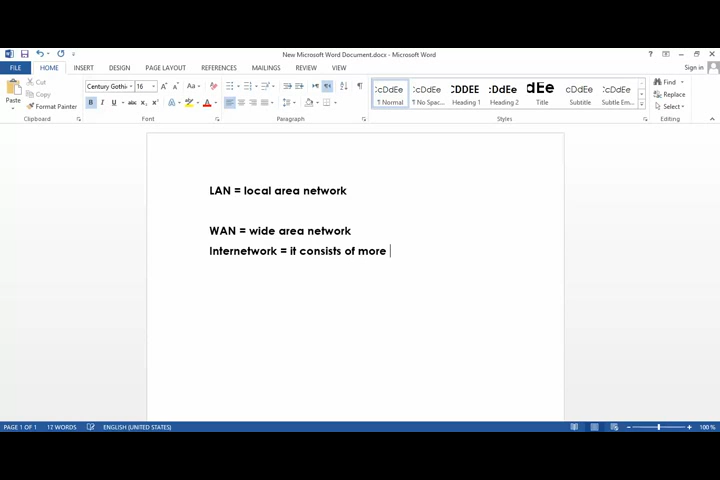 New Microsoft Word Document.docx - Microsoft Word
Sign in
FILE HOME INSERT DESIGN PAGE LAYOUT REFERENCES MAILINGS REVIEW VIEW
Paste
Cut
Copy
Format Painter
Century Gothi 16
Normal
No Spac...
Heading 1
Heading 2
Title
Subtitle
Subtle Em...
Find
Replace
Select
Clipboard Font Paragraph Styles Editing
LAN = local area network
WAN = wide area network
Internetwork = it consists of more
PAGE 1 OF 1 17 WORDS ENGLISH (UNITED STATES) 100%